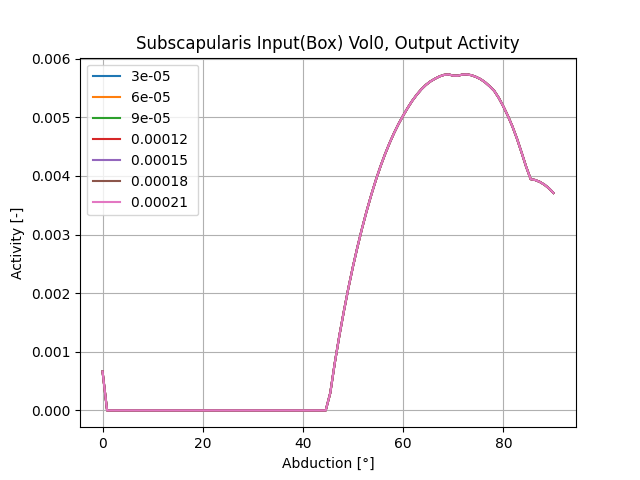 Subscapularis Input(Box) Vol0, Output Activity
0.006
0.005
0.004
0.003
0.002
0.001
0.000
Activity [-]
3e-05
6e-05
9e-05
0.00012
0.00015
0.00018
0.00021
0 20 40 60 80
Abduction [°]